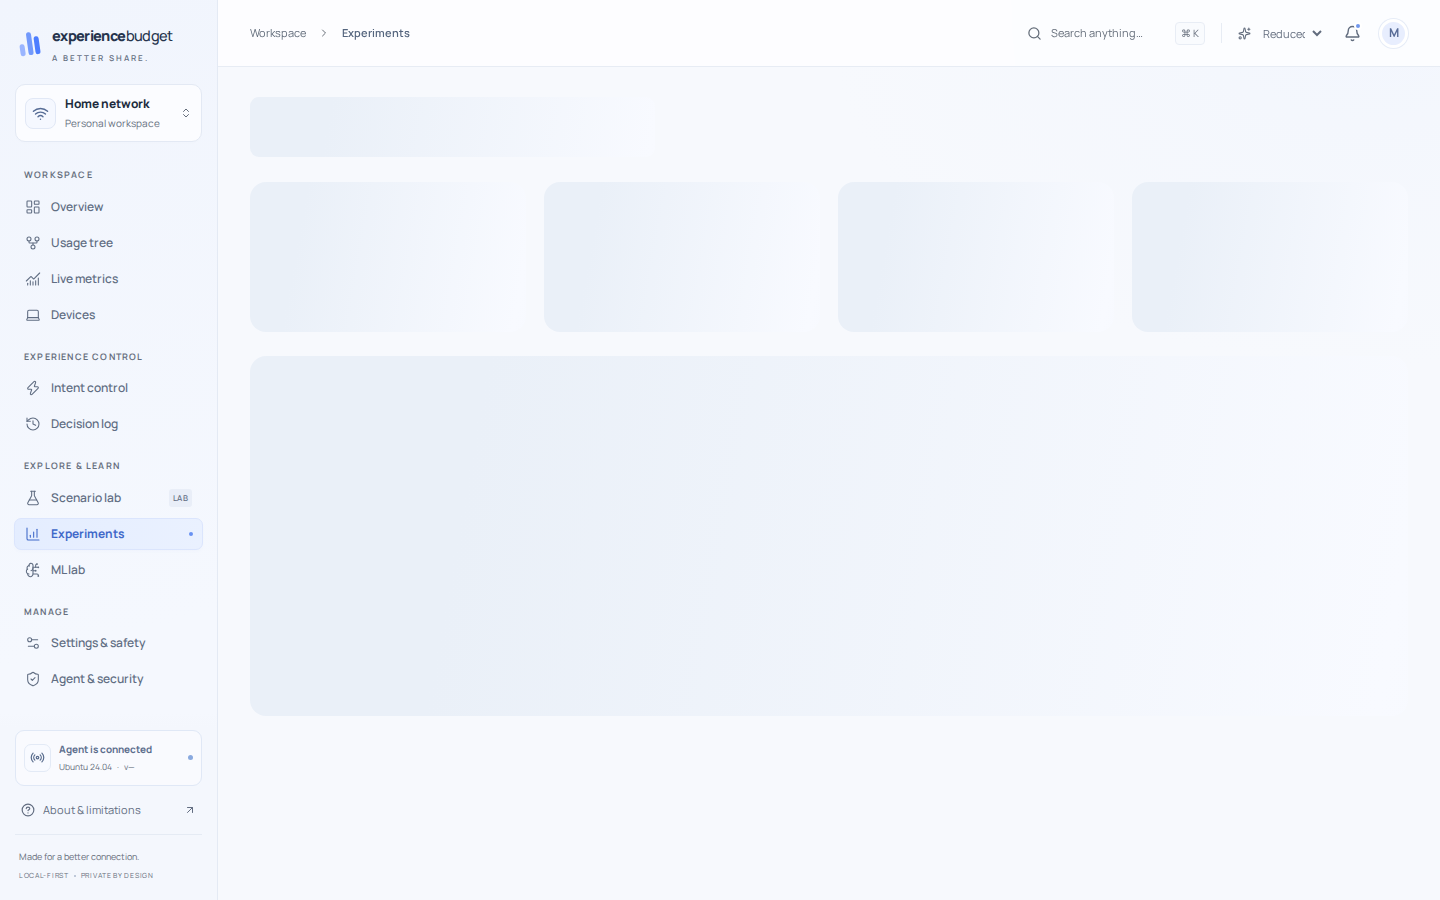 experiencebudget
A BETTER SHARE.
Home network
Personal workspace
WORKSPACE
Overview
Usage tree
Live metrics
Devices
EXPERIENCE CONTROL
Intent control
Decision log
EXPLORE & LEARN
Scenario lab
LAB
Experiments
ML lab
MANAGE
Settings & safety
Agent & security
Agent is connected
Ubuntu 24.04 · v—
About & limitations
Made for a better connection.
LOCAL-FIRST • PRIVATE BY DESIGN
Workspace > Experiments
Search anything...
⌘ K
Reduced
M